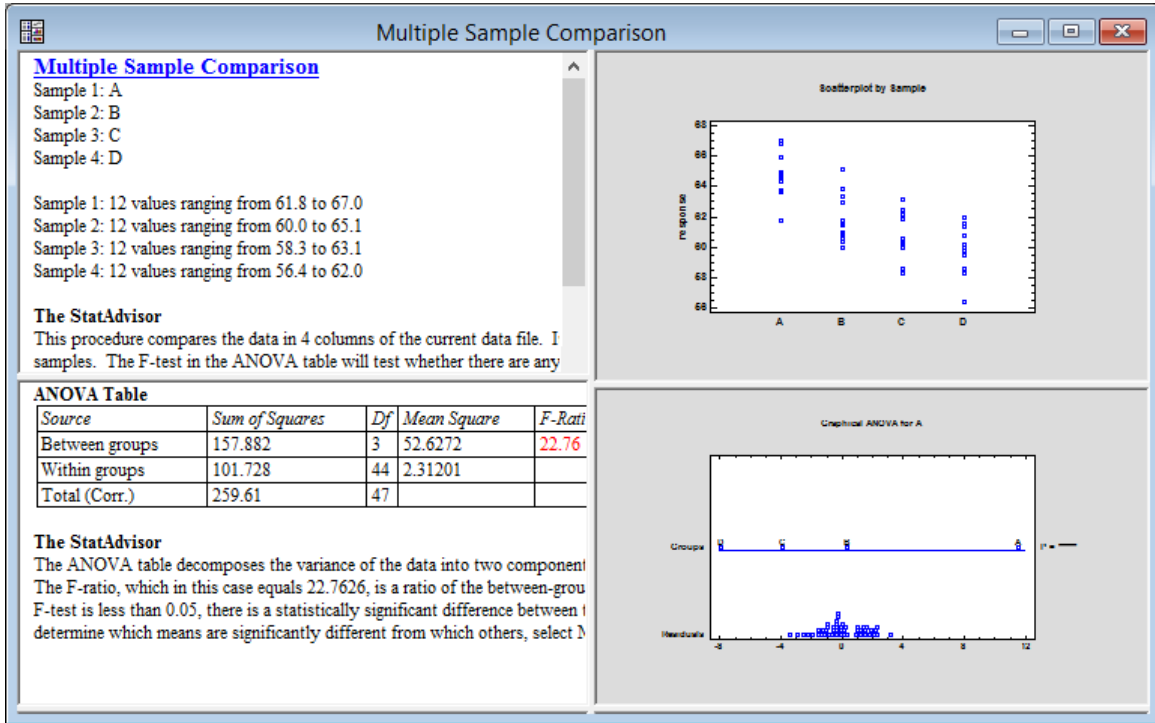 Multiple Sample Comparison
Multiple Sample Comparison
Sample 1: A
Sample 2: B
Sample 3: C
Sample 4: D
Sample 1: 12 values ranging from 61.8 to 67.0
Sample 2: 12 values ranging from 60.0 to 65.1
Sample 3: 12 values ranging from 58.3 to 63.1
Sample 4: 12 values ranging from 56.4 to 62.0
The StatAdvisor
This procedure compares the data in 4 columns of the current data file.
samples. The F-test in the ANOVA table will test whether there are any
Scatterplot by Sample
68
66
64
62
60
58
56
response
A B C D
ANOVA Table
Source Sum of Squares Df Mean Square F-Rati
Between groups 157.882 3 52.6272 22.76
Within groups 101.728 44 2.31201
Total (Corr.) 259.61 47
The StatAdvisor
The ANOVA table decomposes the variance of the data into two component
The F-ratio, which in this case equals 22.7626, is a ratio of the between-grou
F-test is less than 0.05, there is a statistically significant difference between
determine which means are significantly different from which others, select
Graphical ANOVA for A
Groups D C B A P =
Residuals
-8 -4 0 4 8 12